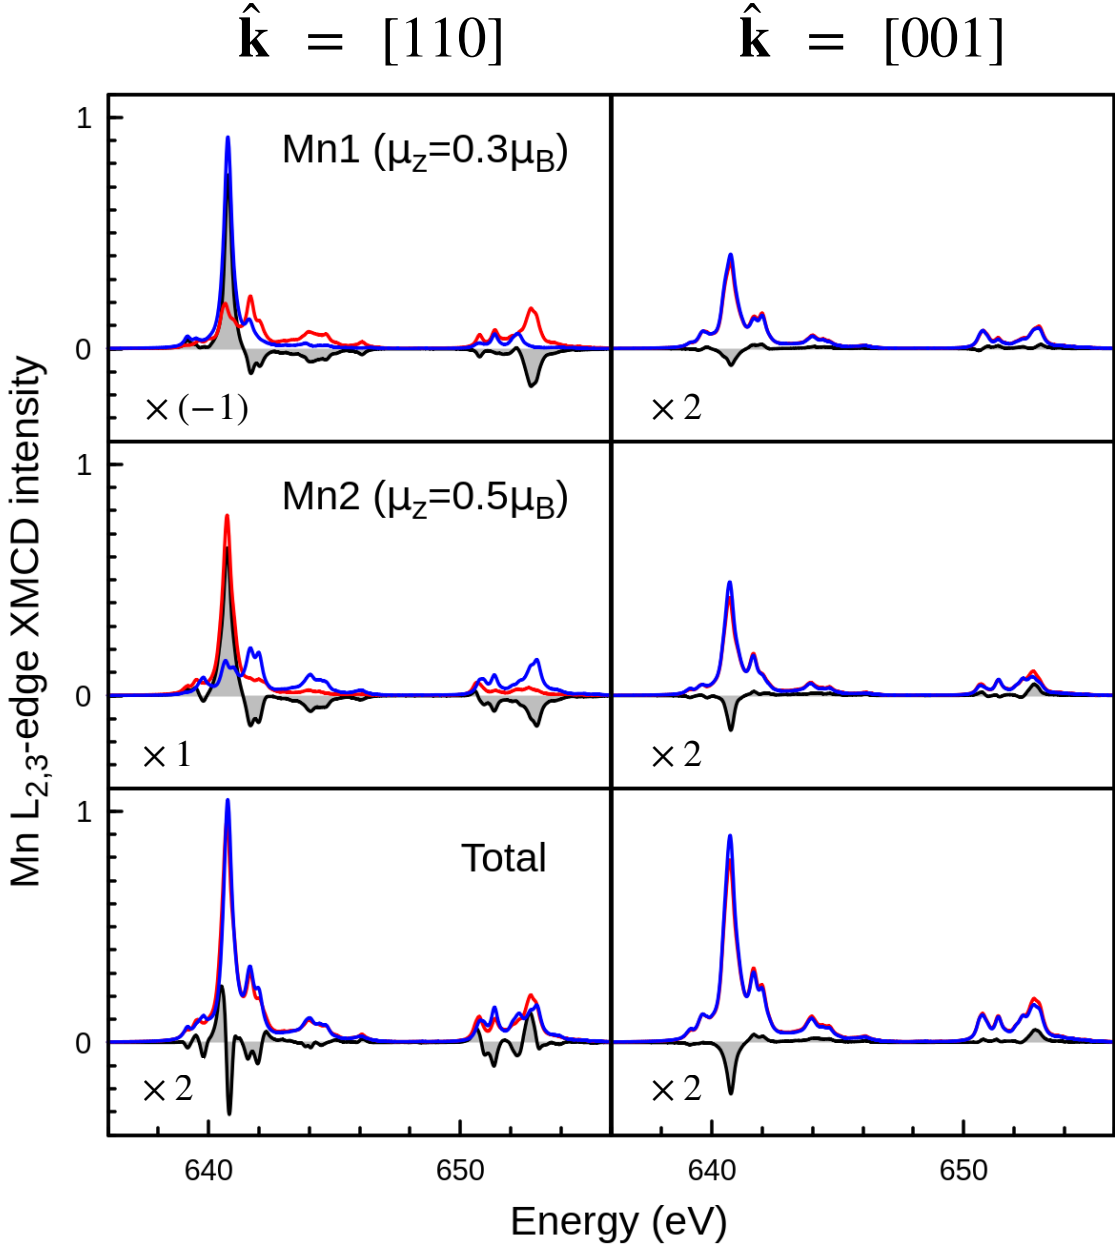 k̂ = [110]
k̂ = [001]
Mn L2,3-edge XMCD intensity
1
Mn1 (μz=0.3μB)
0
×(−1)
×2
1
Mn2 (μz=0.5μB)
0
×1
×2
1
Total
0
×2
×2
640 650 640 650
Energy (eV)